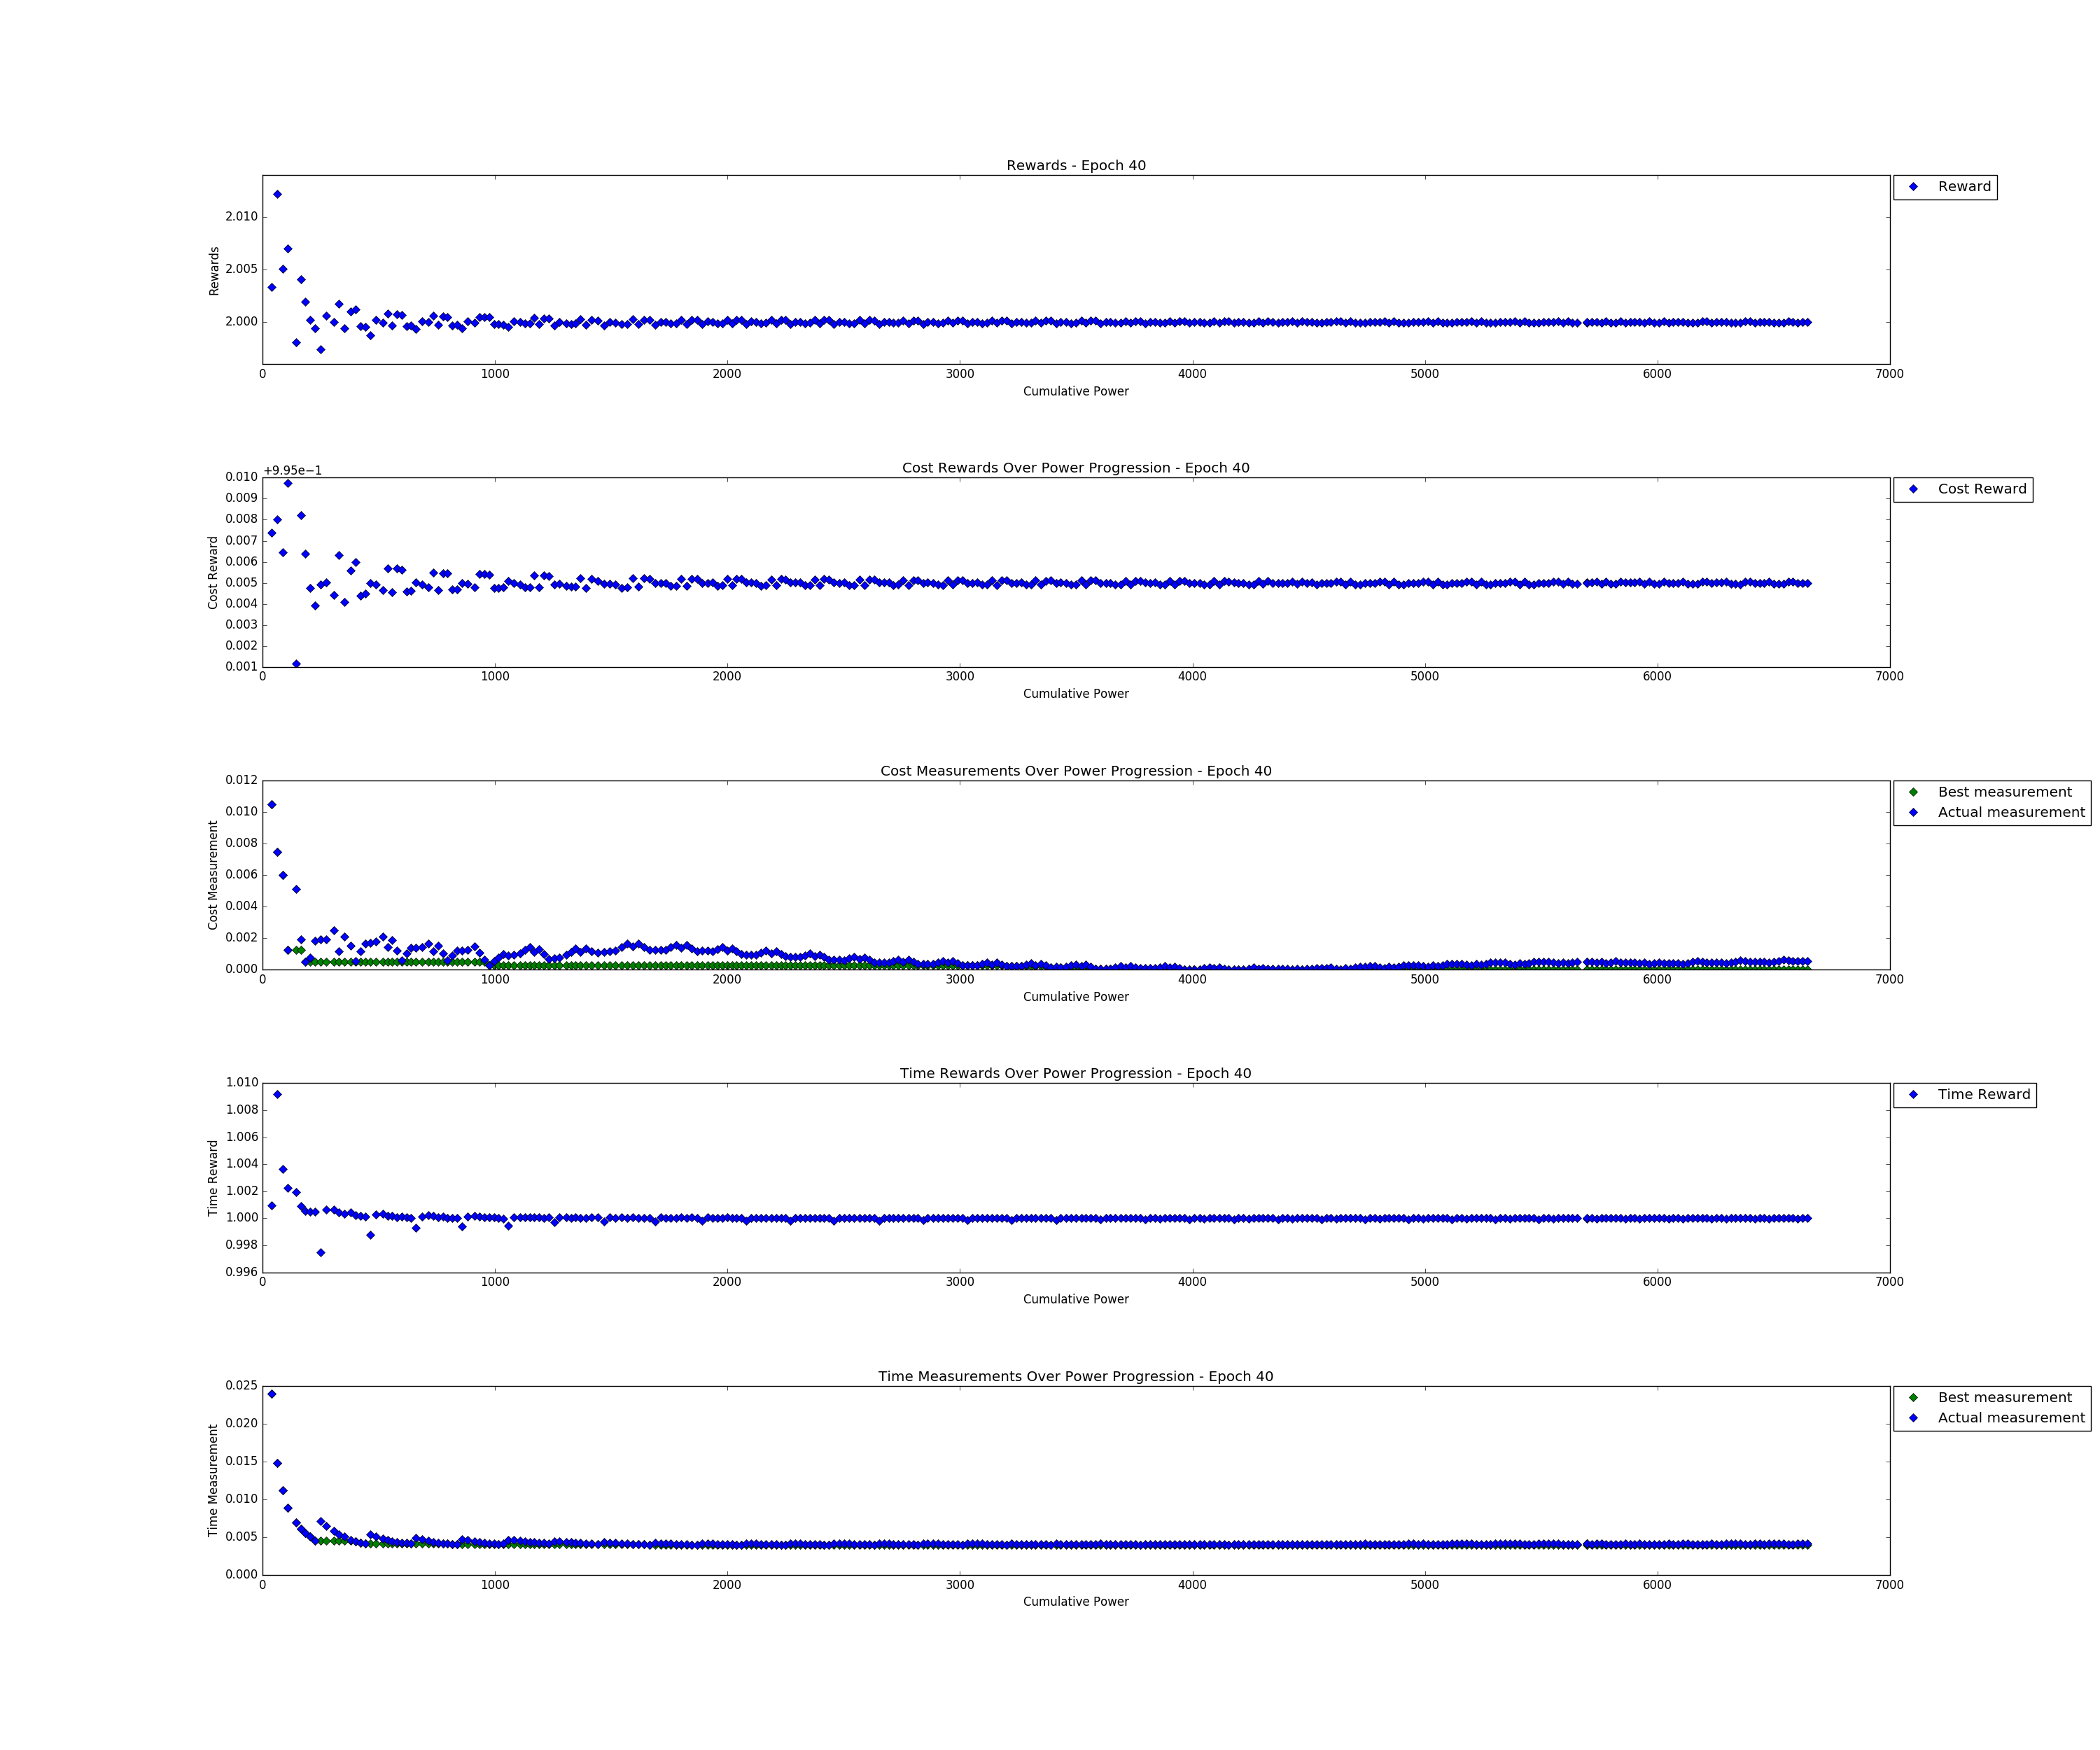 Rewards - Epoch 40
Reward
2.010
2.005
2.000
Rewards
0 1000 2000 3000 4000 5000 6000 7000
Cumulative Power
Cost Rewards Over Power Progression - Epoch 40
+9.95e−1
Cost Reward
0.010
0.009
0.008
0.007
0.006
0.005
0.004
0.003
0.002
0.001
Cost Reward
0 1000 2000 3000 4000 5000 6000 7000
Cumulative Power
Cost Measurements Over Power Progression - Epoch 40
Best measurement
Actual measurement
0.012
0.010
0.008
0.006
0.004
0.002
0.000
Cost Measurement
0 1000 2000 3000 4000 5000 6000 7000
Cumulative Power
Time Rewards Over Power Progression - Epoch 40
Time Reward
1.010
1.008
1.006
1.004
1.002
1.000
0.998
0.996
Time Reward
0 1000 2000 3000 4000 5000 6000 7000
Cumulative Power
Time Measurements Over Power Progression - Epoch 40
Best measurement
Actual measurement
0.025
0.020
0.015
0.010
0.005
0.000
Time Measurement
0 1000 2000 3000 4000 5000 6000 7000
Cumulative Power